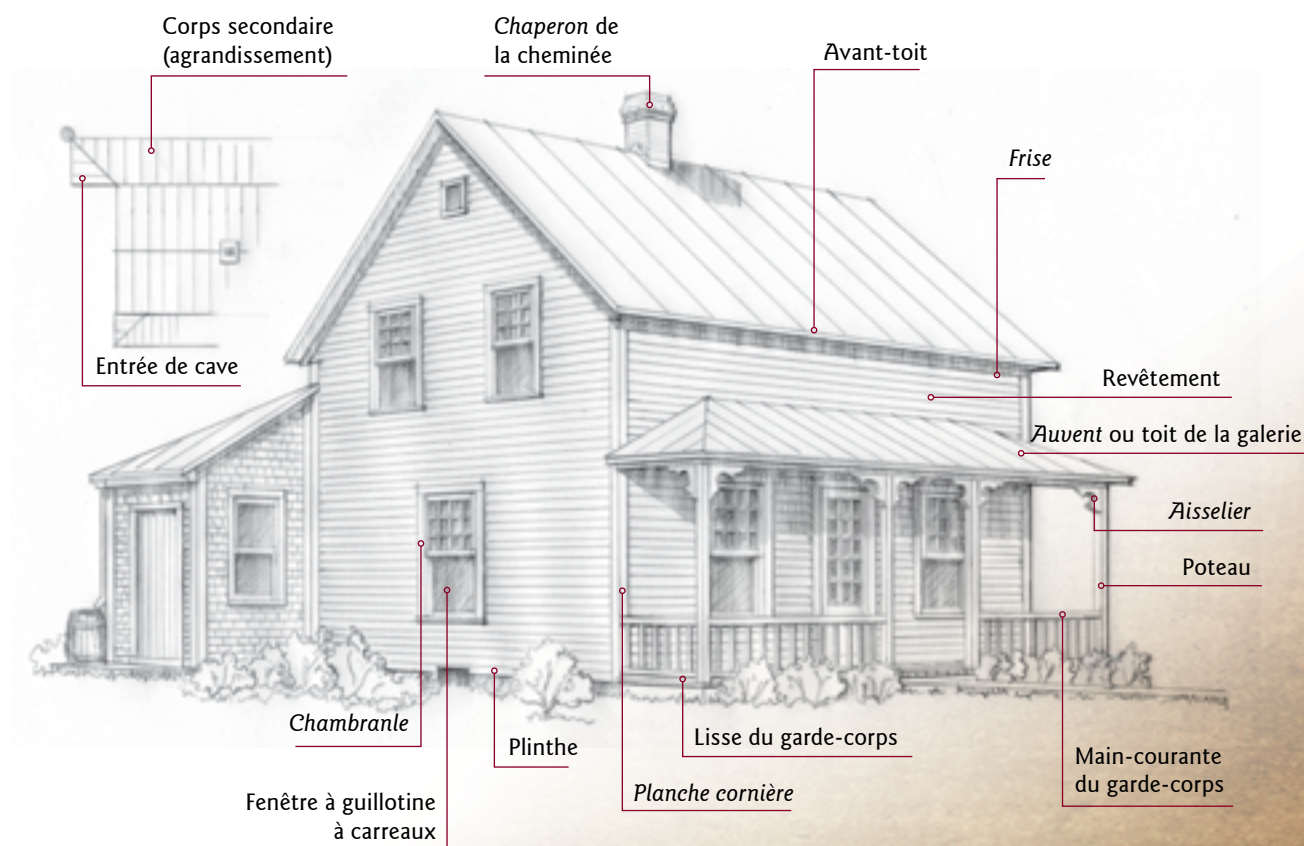 Corps secondaire
(agrandissement)
Chaperon de
la cheminée
Avant-toit
Frise
Entrée de cave
Revêtement
Auvent ou toit de la galerie
Aisselier
Poteau
Chambranle
Plinthe
Lisse du garde-corps
Main-courante
du garde-corps
Planche cornière
Fenêtre à guillotine
à carreaux